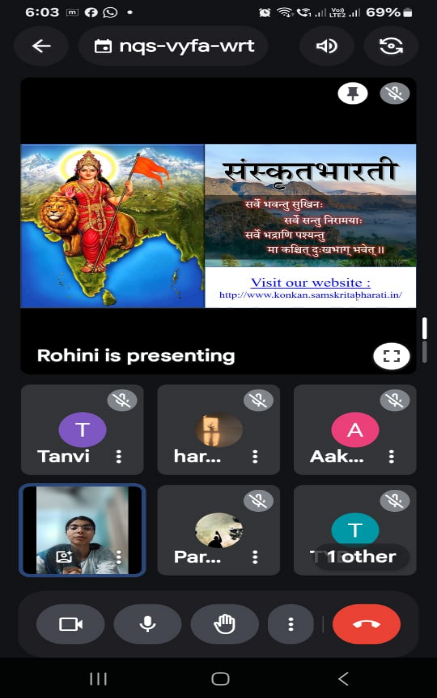 6:03
69%
nqs-vyfa-wrt
संस्कृतभारती
सर्वे भवन्तु सुखिनः
सर्वे सन्तु निरामयाः
सर्वे भद्राणि पश्यन्तु
मा कश्चित् दुःखभाग् भवेत्॥
Visit our website :
http://www.konkan.samskritabharati.in/
Rohini is presenting
T
Tanvi
har...
A
Aak...
Par...
T
1 other